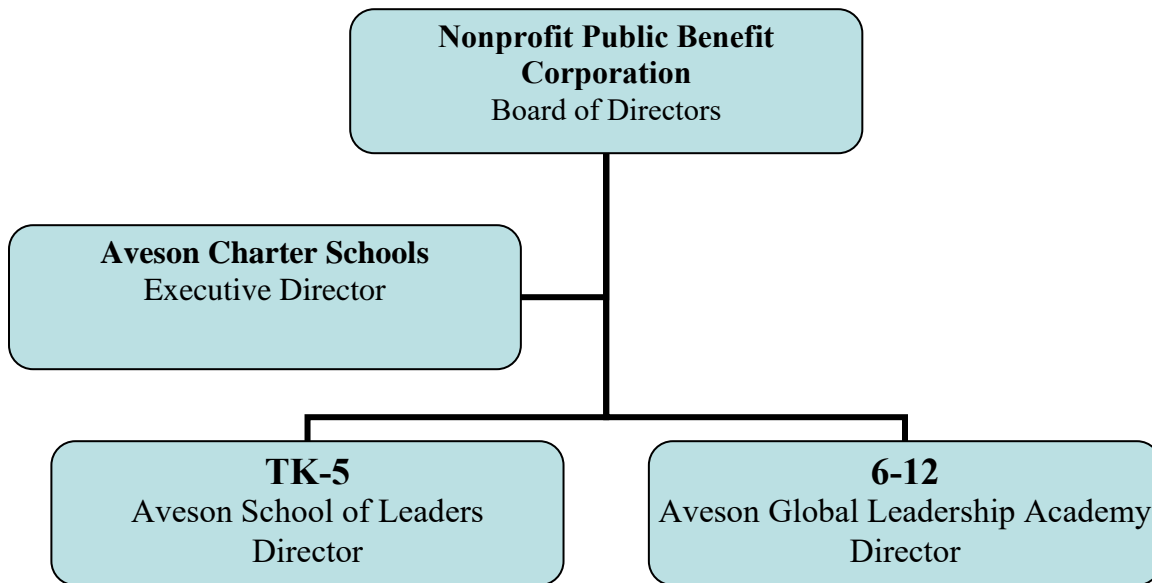 Nonprofit Public Benefit
Corporation
Board of Directors
Aveson Charter Schools
Executive Director
TK-5
Aveson School of Leaders
Director
6-12
Aveson Global Leadership Academy
Director